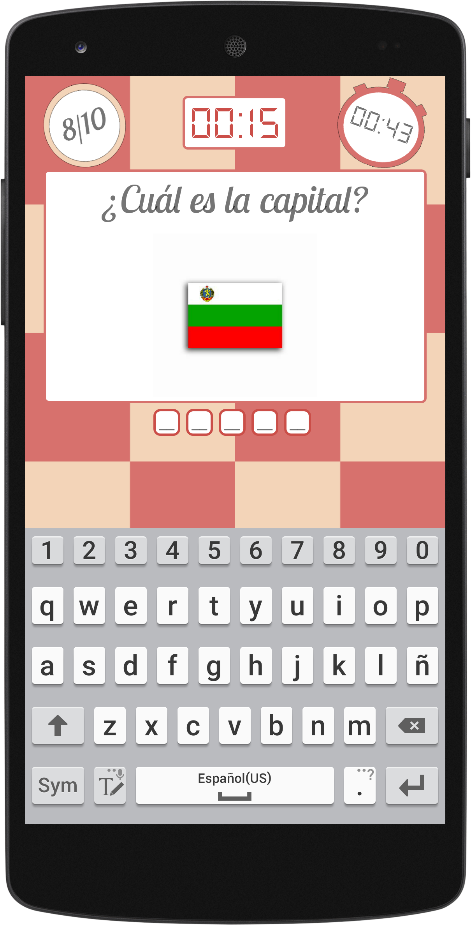 8/10
00:15
00:43
¿Cuál es la capital?
_ _ _ _ _
1 2 3 4 5 6 7 8 9 0
q w e r t y u i o p
a s d f g h j k l ñ
z x c v b n m
Sym T Español(US) . ...?